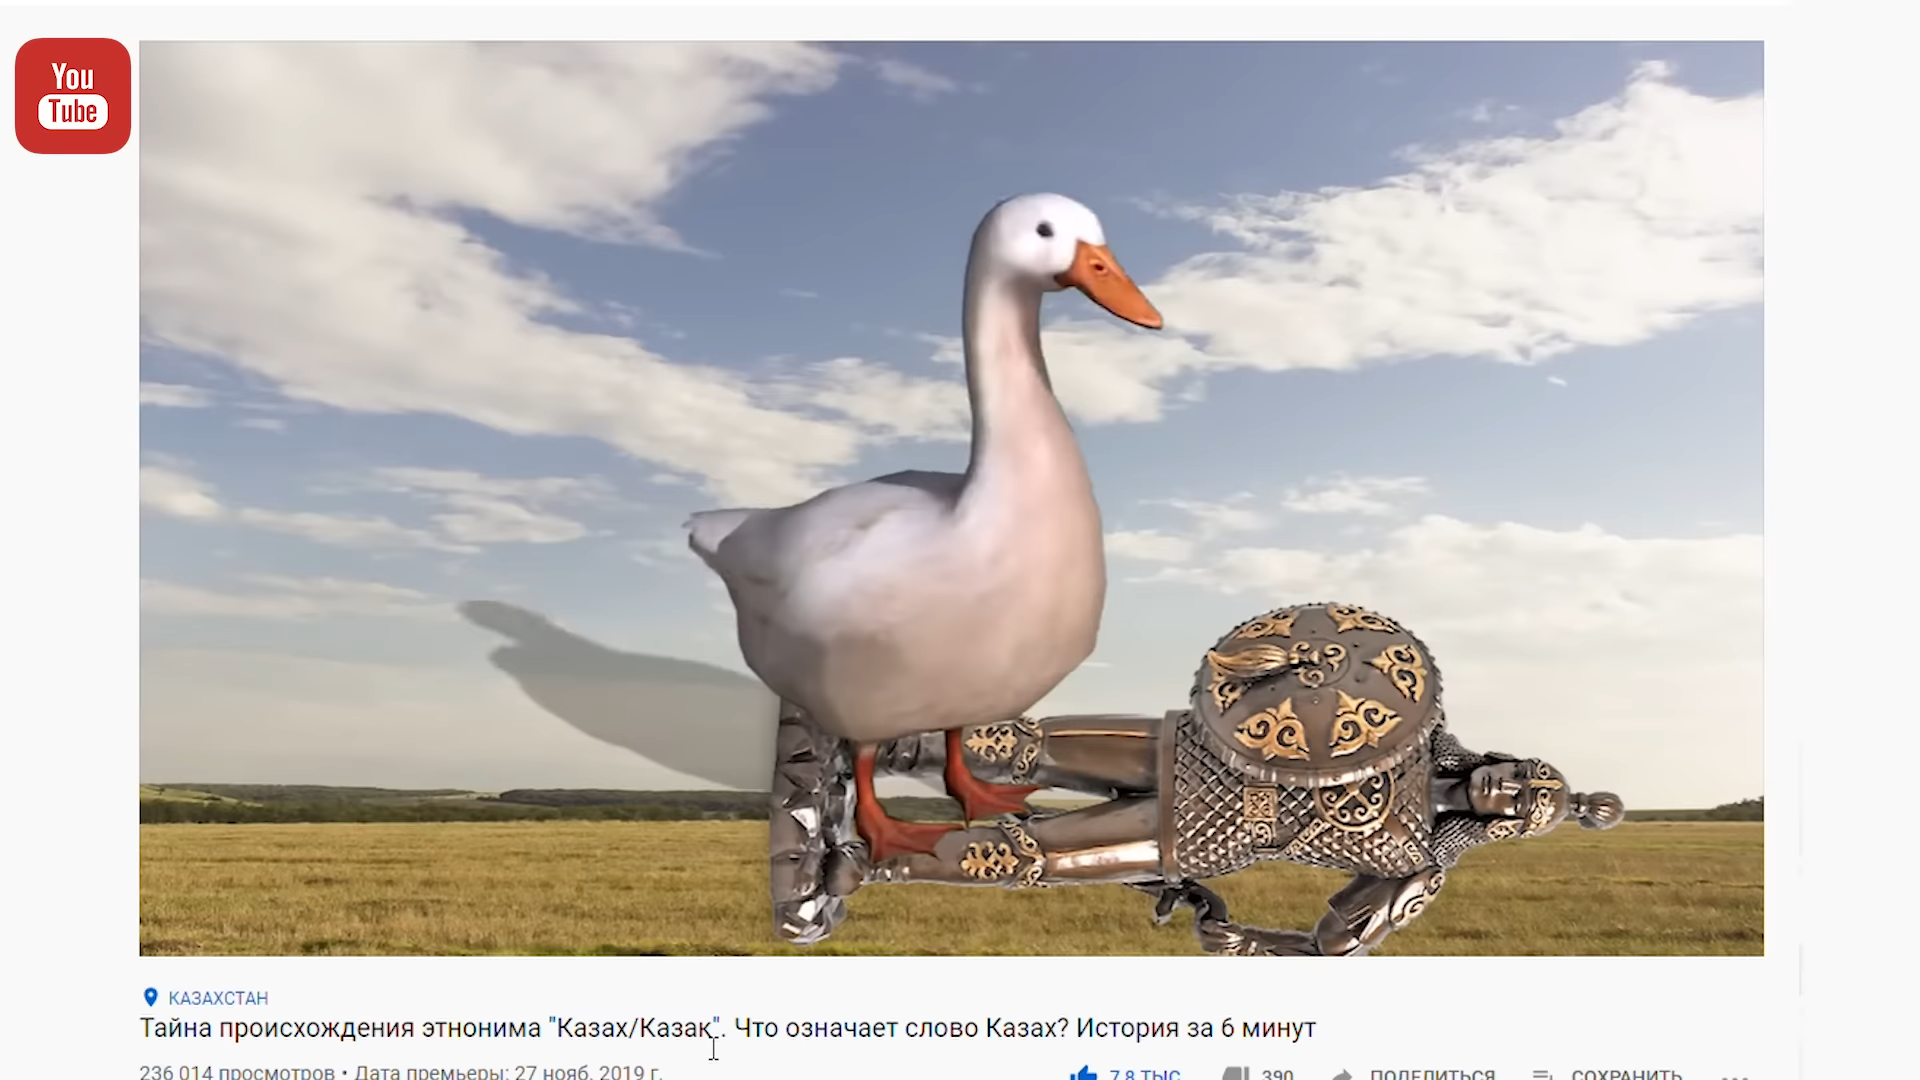 You
Tube
КАЗАХСТАН
Тайна происхождения этнонима "Казах/Казак". Что означает слово Казах? История за 6 минут
236 014 просмотров • Дата премьеры: 27 нояб. 2019 г.
7,8 ТЫС. 390 ПОДЕЛИТЬСЯ СОХРАНИТЬ ...